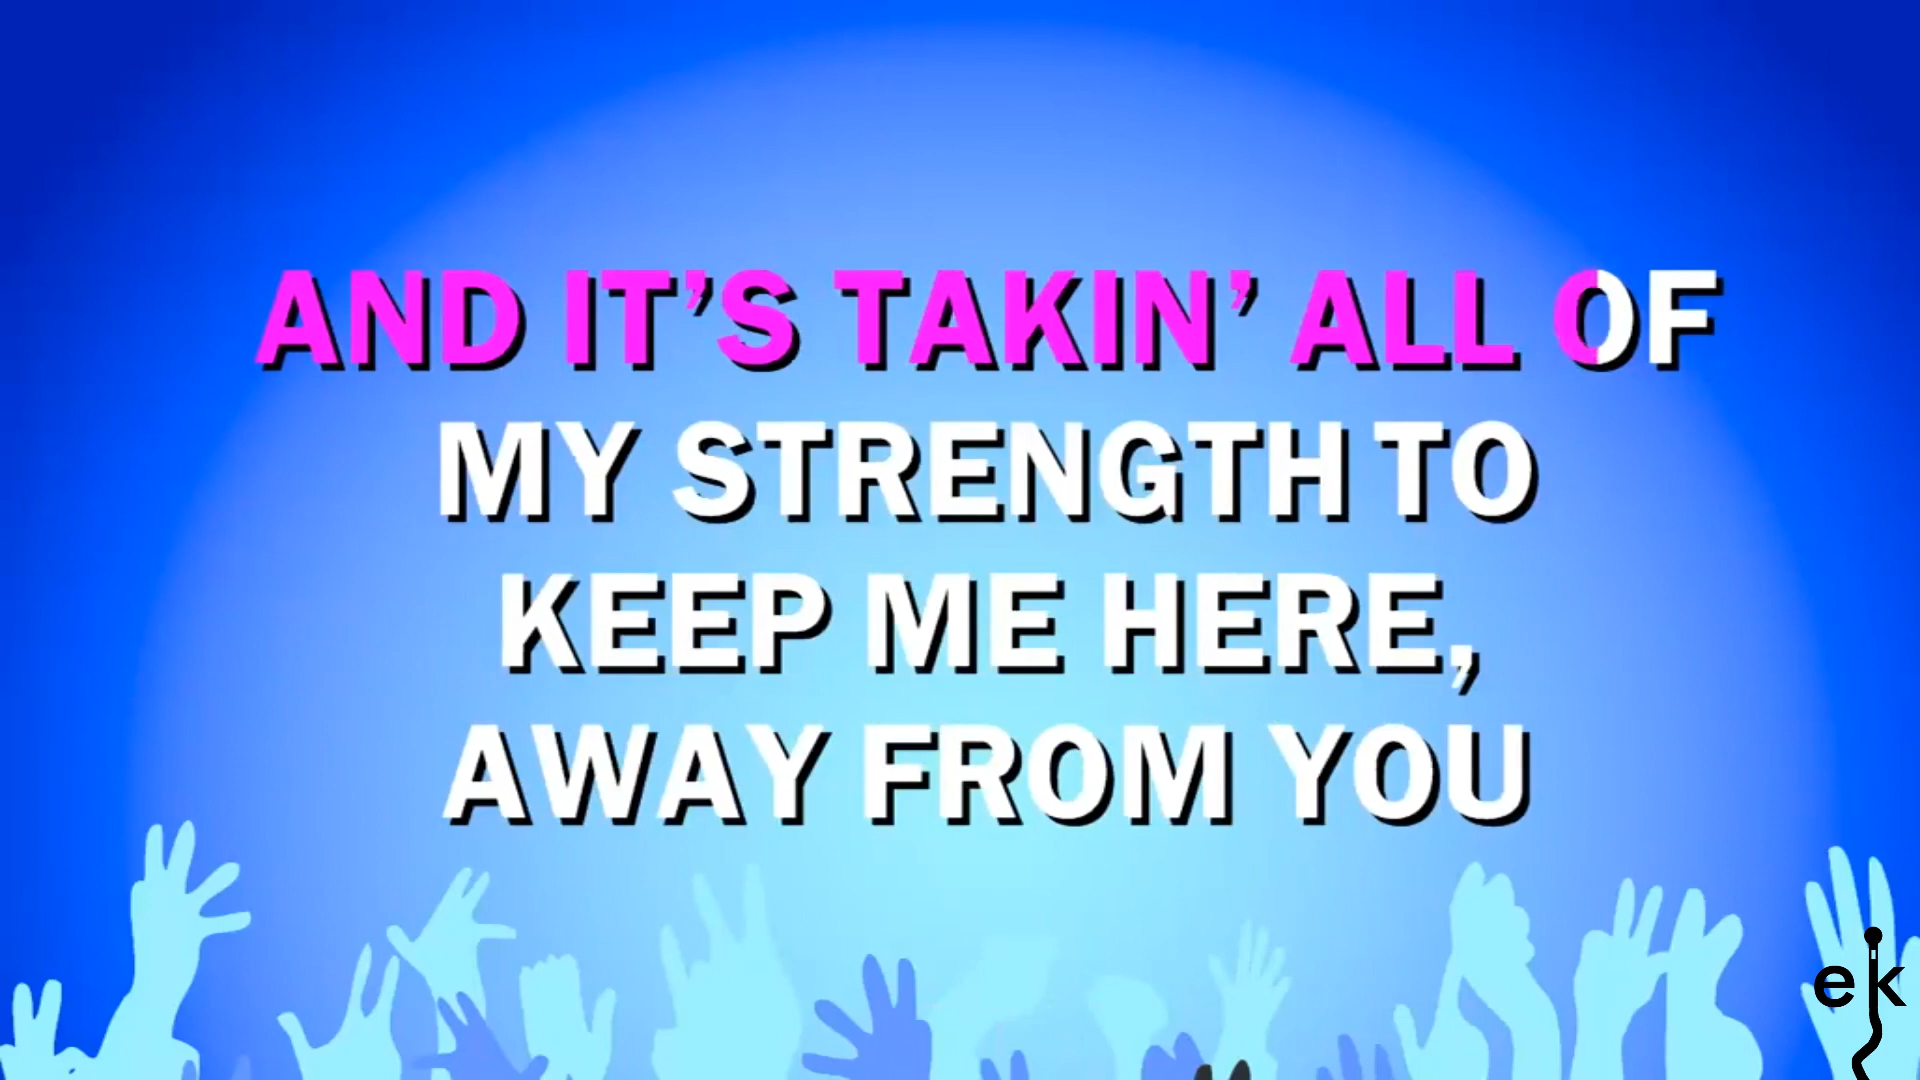 AND IT’S TAKIN’ ALL OF
MY STRENGTH TO
KEEP ME HERE,
AWAY FROM YOU
ek